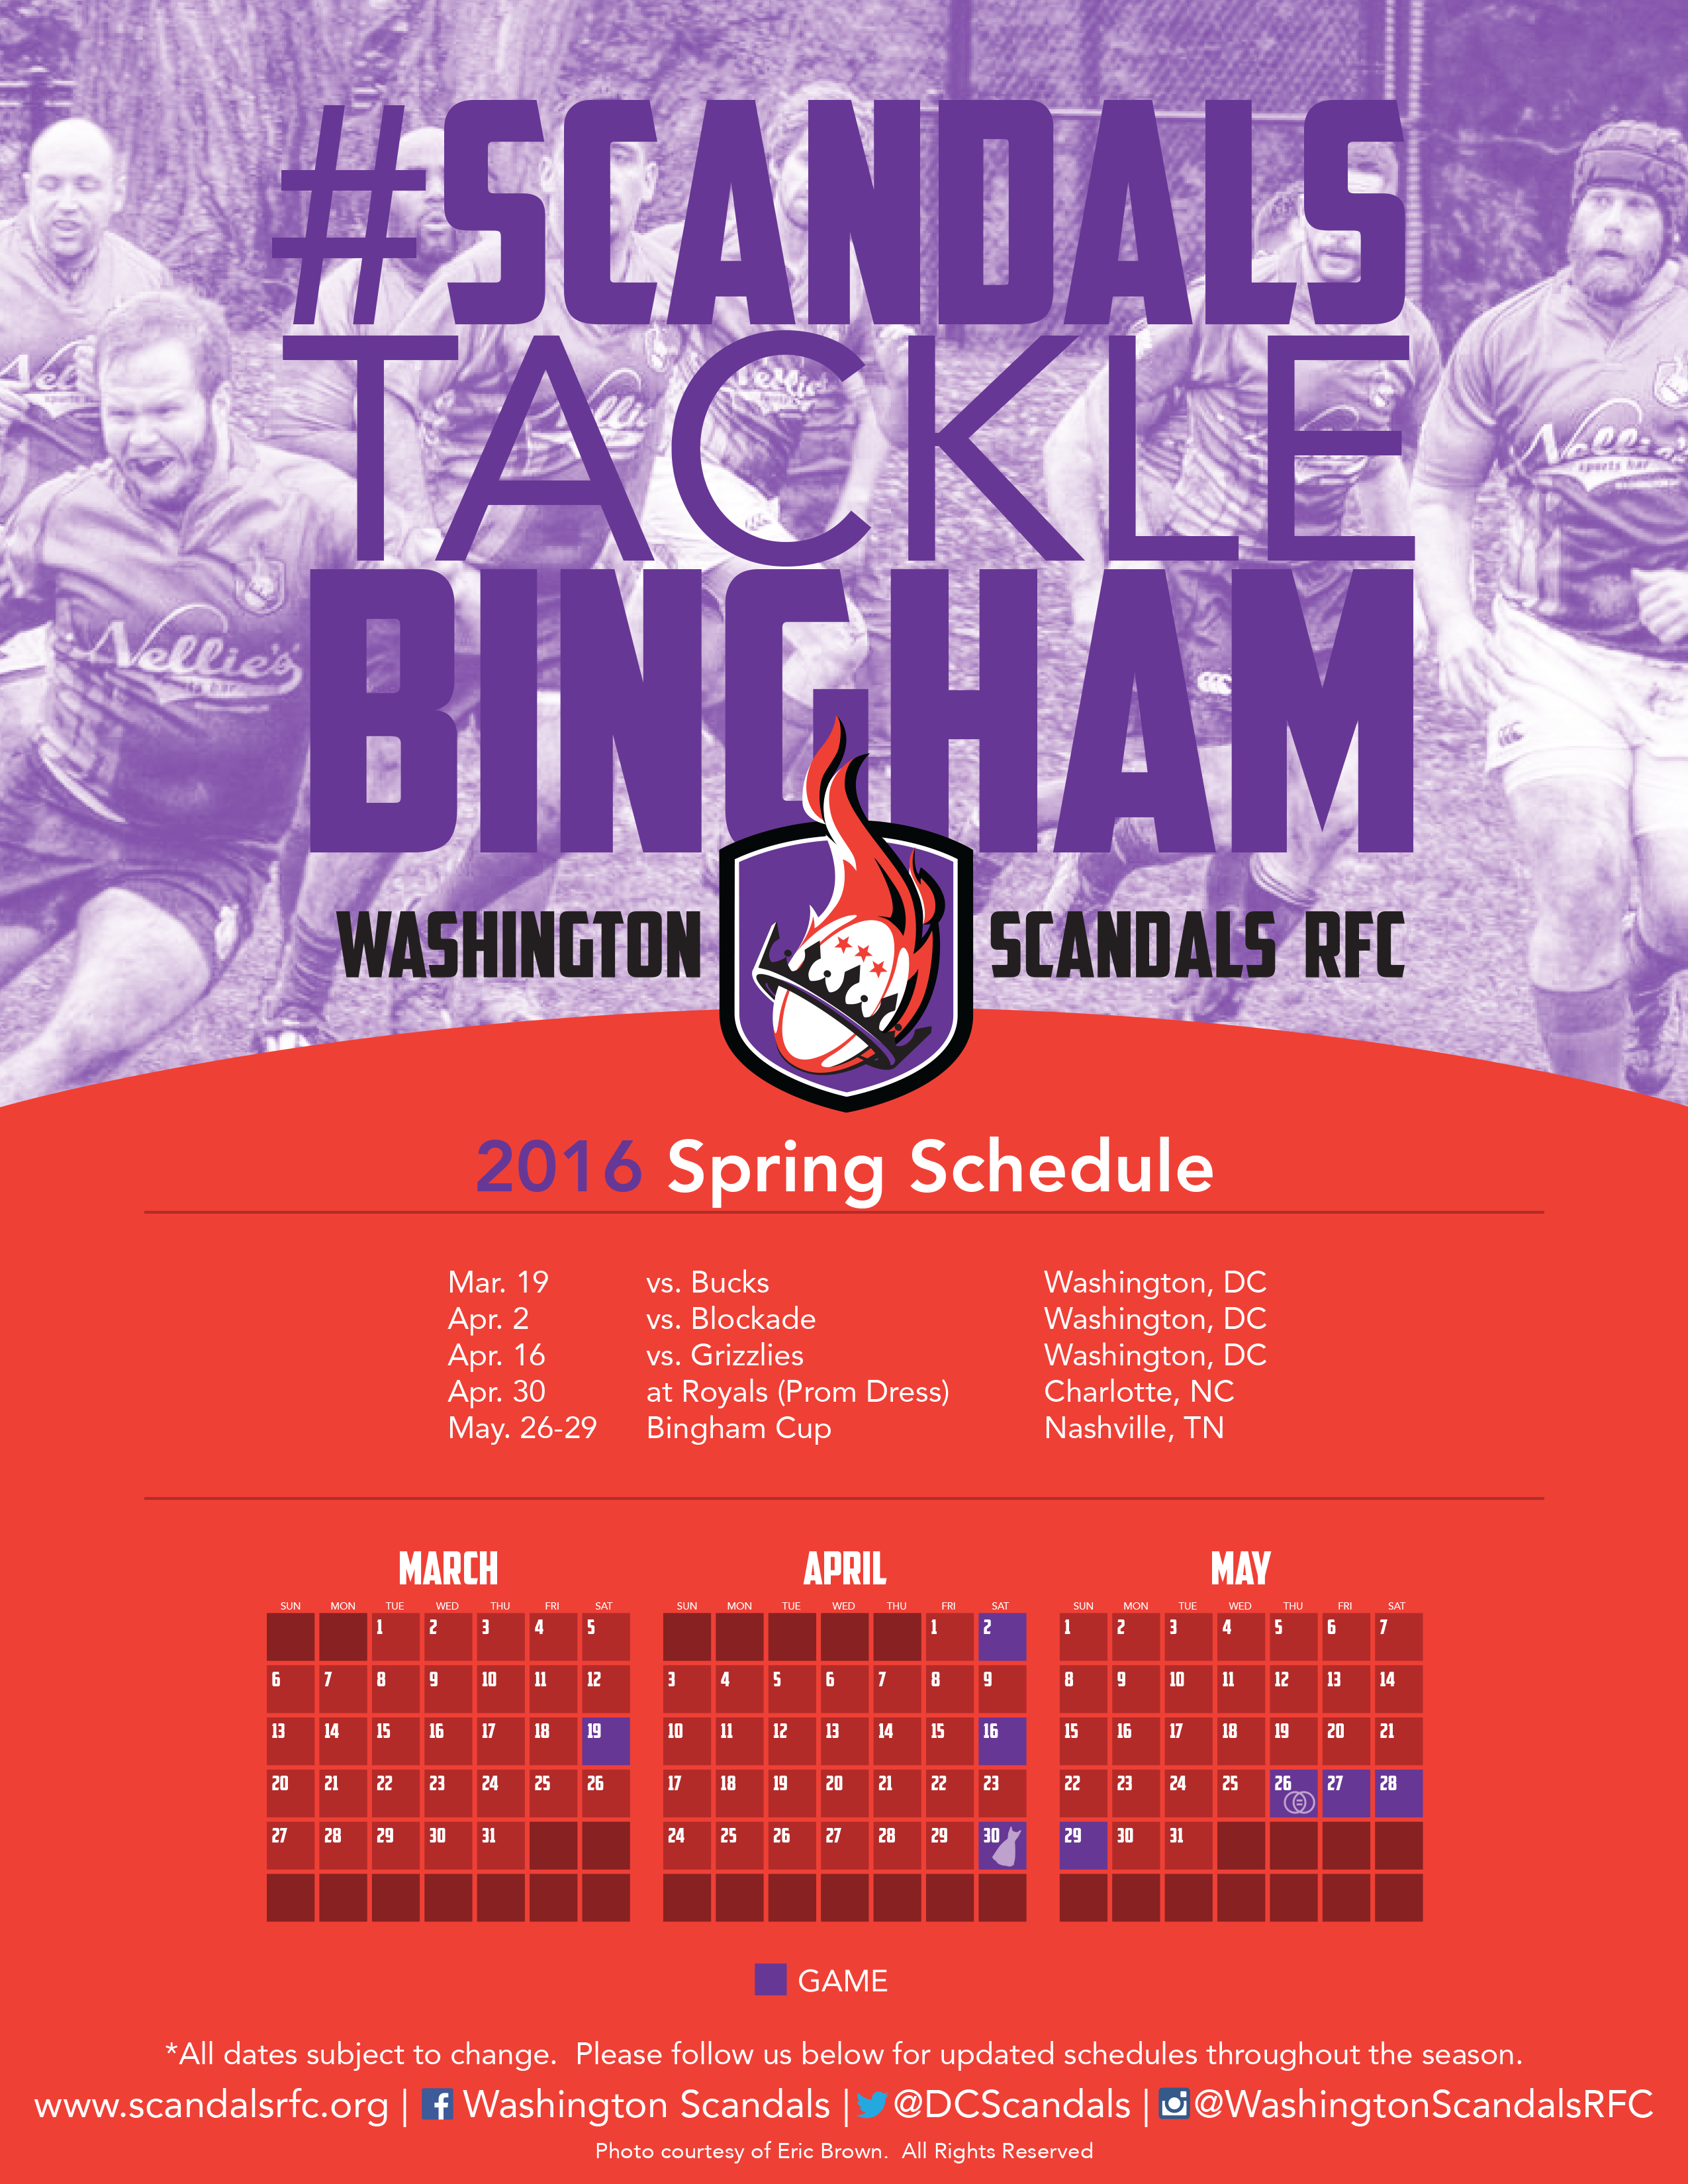 #SCANDALS
TACKLE
BINGHAM
WASHINGTON SCANDALS RFC
Nellie's
sports bar
Nellie's
sports bar
2016 Spring Schedule
Mar. 19 vs. Bucks Washington, DC
Apr. 2 vs. Blockade Washington, DC
Apr. 16 vs. Grizzlies Washington, DC
Apr. 30 at Royals (Prom Dress) Charlotte, NC
May. 26-29 Bingham Cup Nashville, TN
MARCH
SUN MON TUE WED THU FRI SAT
1 2 3 4 5
6 7 8 9 10 11 12
13 14 15 16 17 18 19
20 21 22 23 24 25 26
27 28 29 30 31
APRIL
SUN MON TUE WED THU FRI SAT
1 2
3 4 5 6 7 8 9
10 11 12 13 14 15 16
17 18 19 20 21 22 23
24 25 26 27 28 29 30
MAY
SUN MON TUE WED THU FRI SAT
1 2 3 4 5 6 7
8 9 10 11 12 13 14
15 16 17 18 19 20 21
22 23 24 25 26 27 28
29 30 31
GAME
*All dates subject to change. Please follow us below for updated schedules throughout the season.
www.scandalsrfc.org | Washington Scandals | @DCScandals | @WashingtonScandalsRFC
Photo courtesy of Eric Brown. All Rights Reserved